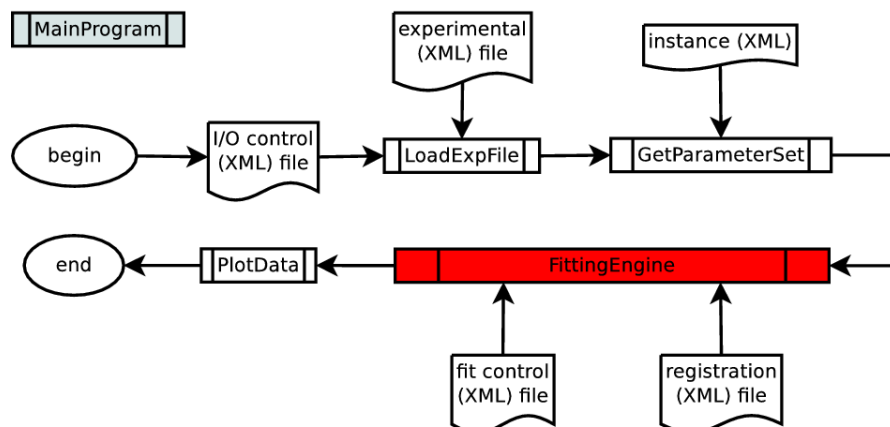 MainProgram
experimental
(XML) file
instance (XML)
begin
I/O control
(XML) file
LoadExpFile
GetParameterSet
end
PlotData
FittingEngine
fit control
(XML) file
registration
(XML) file